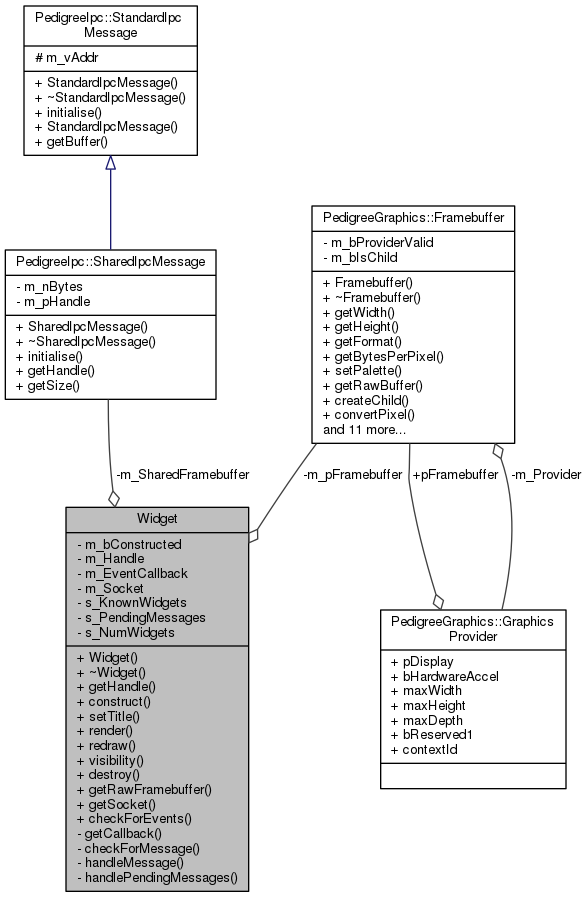 PedigreeIpc::StandardIpc
Message
# m_vAddr
+ StandardIpcMessage()
+ ~StandardIpcMessage()
+ initialise()
+ StandardIpcMessage()
+ getBuffer()
PedigreeIpc::SharedIpcMessage
- m_nBytes
- m_pHandle
+ SharedIpcMessage()
+ ~SharedIpcMessage()
+ initialise()
+ getHandle()
+ getSize()
PedigreeGraphics::Framebuffer
- m_bProviderValid
- m_bIsChild
+ Framebuffer()
+ ~Framebuffer()
+ getWidth()
+ getHeight()
+ getFormat()
+ getBytesPerPixel()
+ setPalette()
+ getRawBuffer()
+ createChild()
+ convertPixel()
and 11 more...
-m_SharedFramebuffer
-m_pFramebuffer
+pFramebuffer
-m_Provider
Widget
- m_bConstructed
- m_Handle
- m_EventCallback
- m_Socket
- s_KnownWidgets
- s_PendingMessages
- s_NumWidgets
+ Widget()
+ ~Widget()
+ getHandle()
+ construct()
+ setTitle()
+ render()
+ redraw()
+ visibility()
+ destroy()
+ getRawFramebuffer()
+ getSocket()
+ checkForEvents()
- getCallback()
- checkForMessage()
- handleMessage()
- handlePendingMessages()
PedigreeGraphics::Graphics
Provider
+ pDisplay
+ bHardwareAccel
+ maxWidth
+ maxHeight
+ maxDepth
+ bReserved1
+ contextId